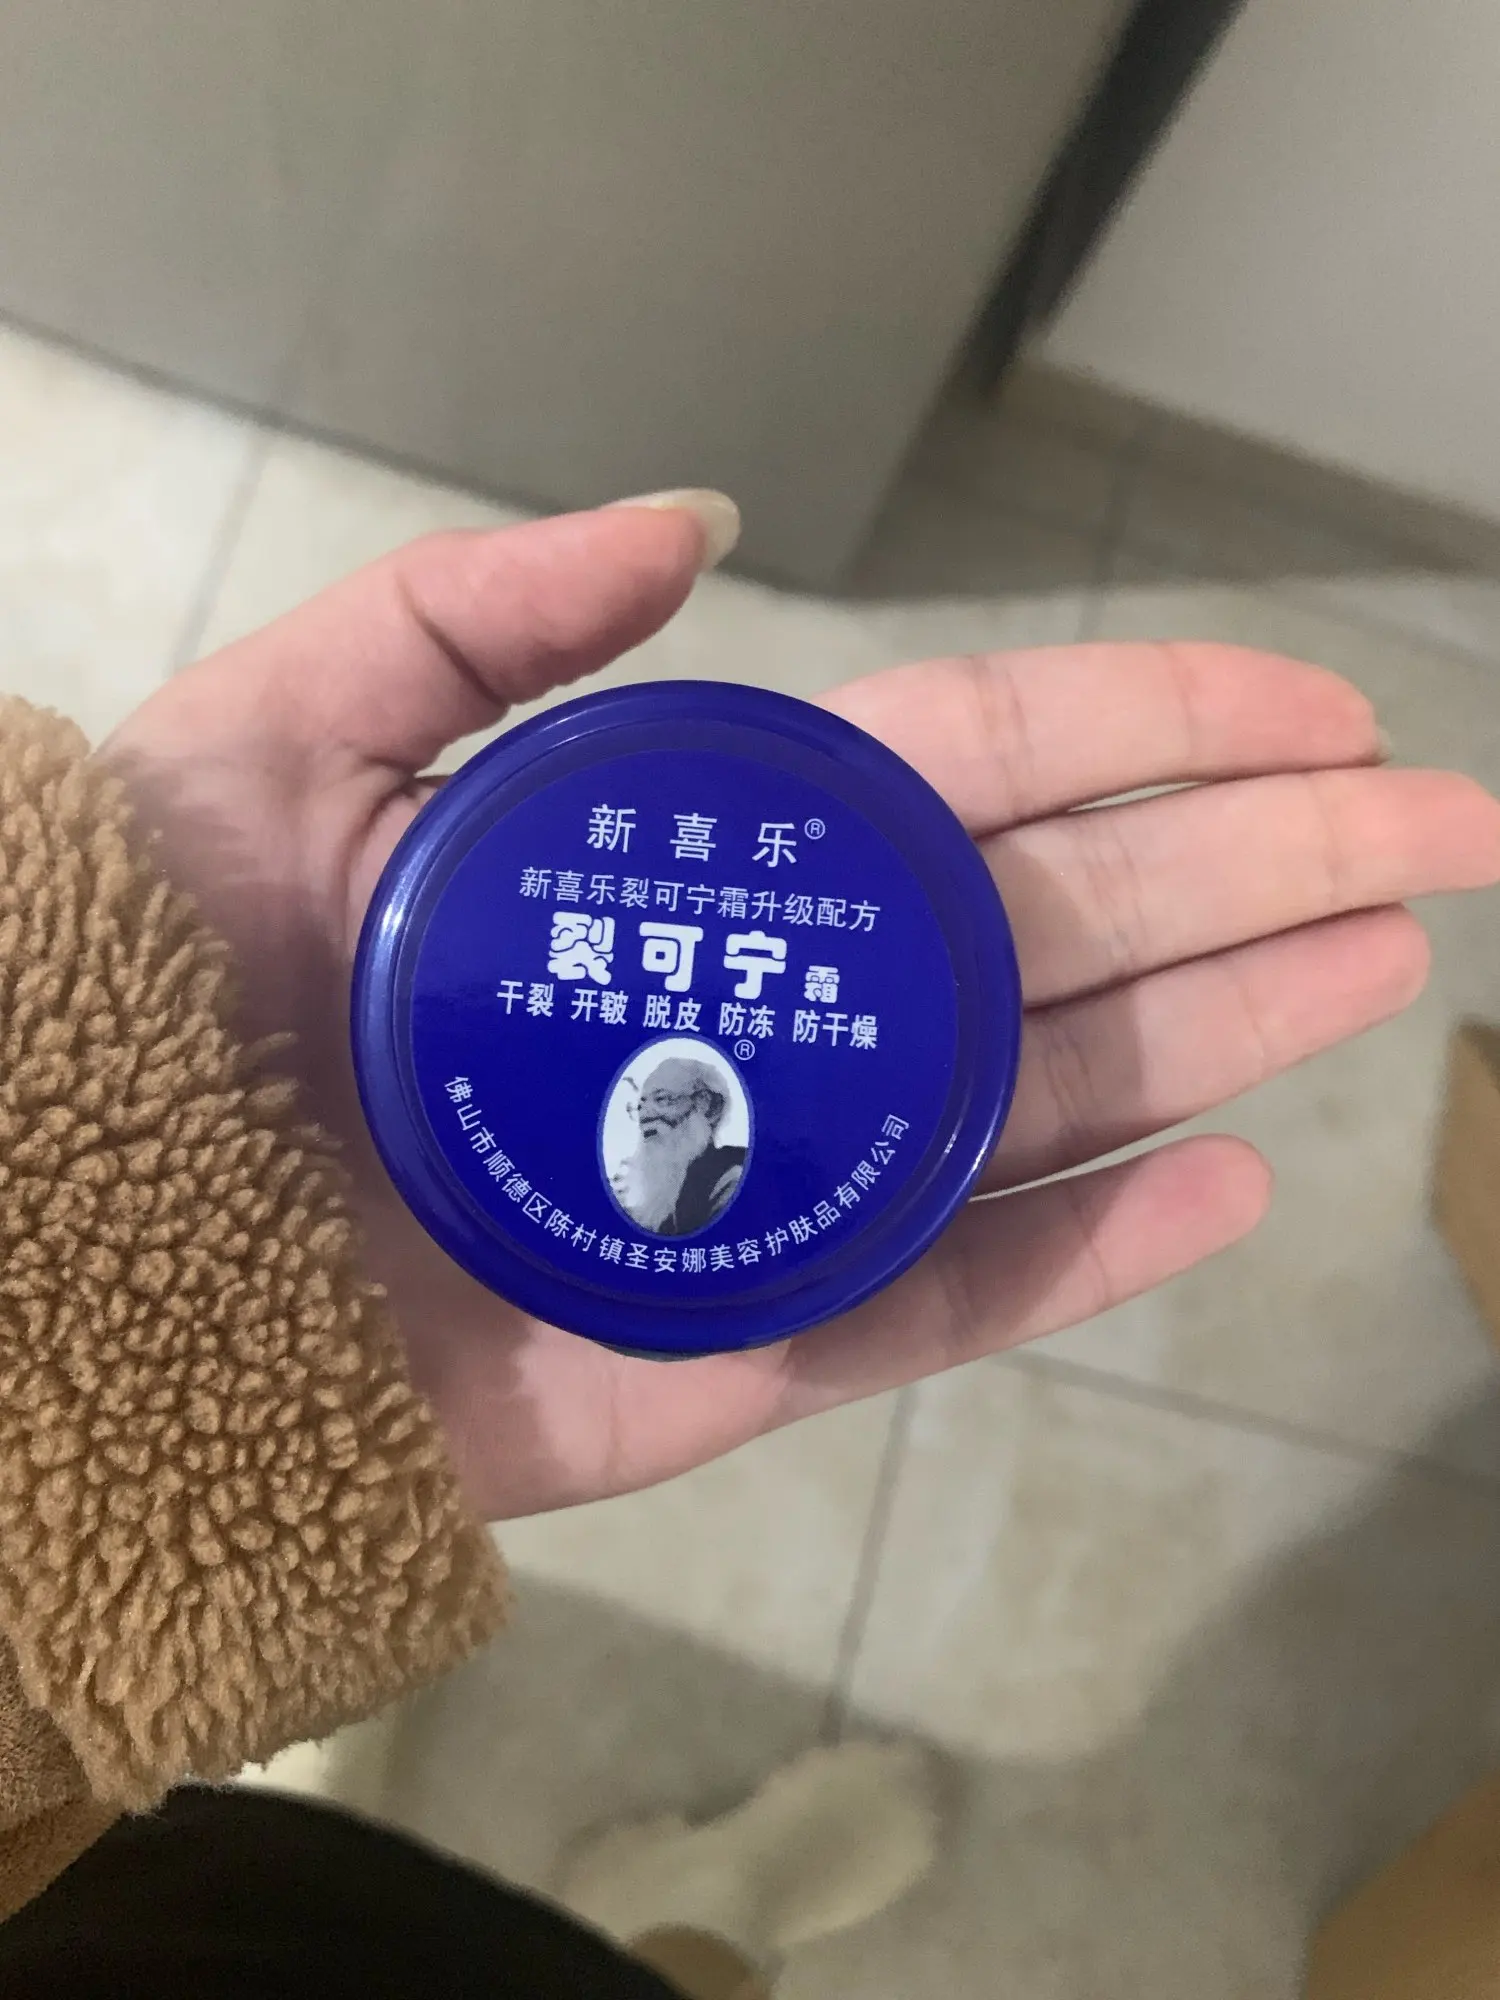 新喜乐®
新喜乐裂可宁霜升级配方
裂可宁霜
干裂 开皲 脱皮 防冻 防干燥
®
佛山市顺德区陈村镇圣安娜美容护肤品有限公司